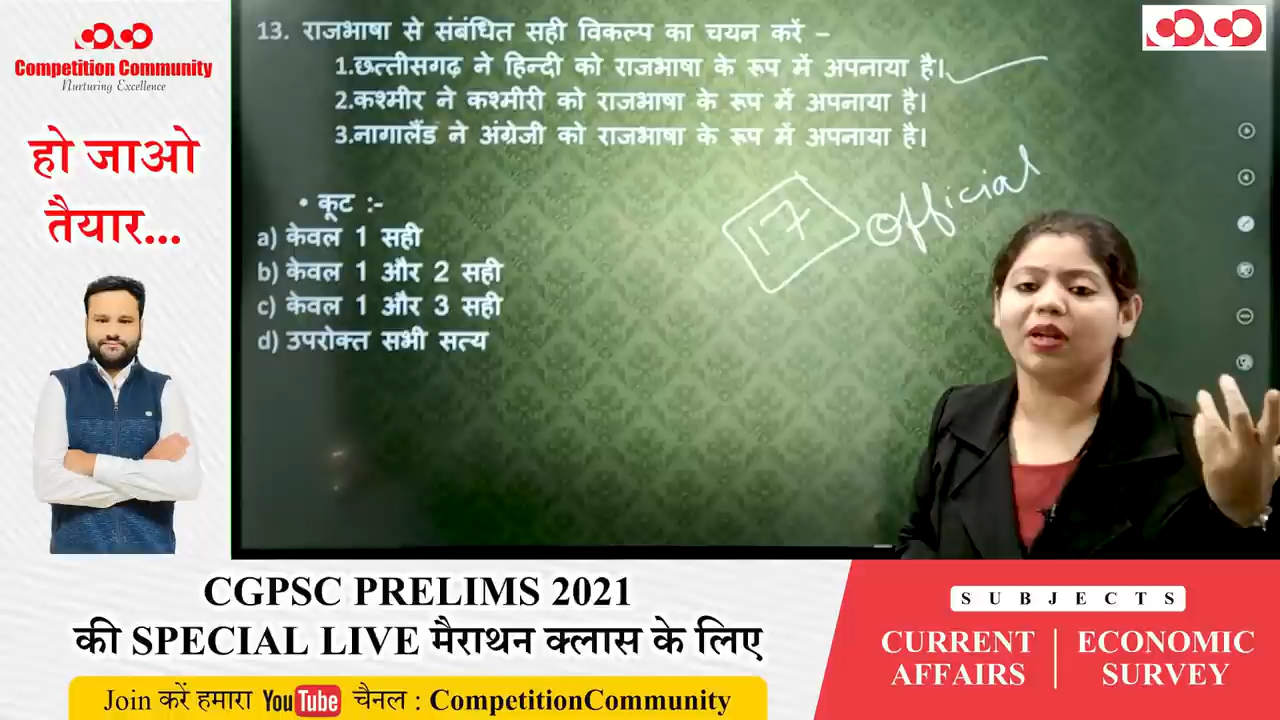 Competition Community
Nurturing Excellence
हो जाओ
तैयार...
13. राजभाषा से संबंधित सही विकल्प का चयन करें –
1.छत्तीसगढ़ ने हिन्दी को राजभाषा के रूप में अपनाया है।
2.कश्मीर ने कश्मीरी को राजभाषा के रूप में अपनाया है।
3.नागालैंड ने अंग्रेजी को राजभाषा के रूप में अपनाया है।
• कूट :-
a) केवल 1 सही
b) केवल 1 और 2 सही
c) केवल 1 और 3 सही
d) उपरोक्त सभी सत्य
17 Official
CGPSC PRELIMS 2021
की SPECIAL LIVE मैराथन क्लास के लिए
Join करें हमारा YouTube चैनल : CompetitionCommunity
SUBJECTS
CURRENT AFFAIRS
ECONOMIC SURVEY